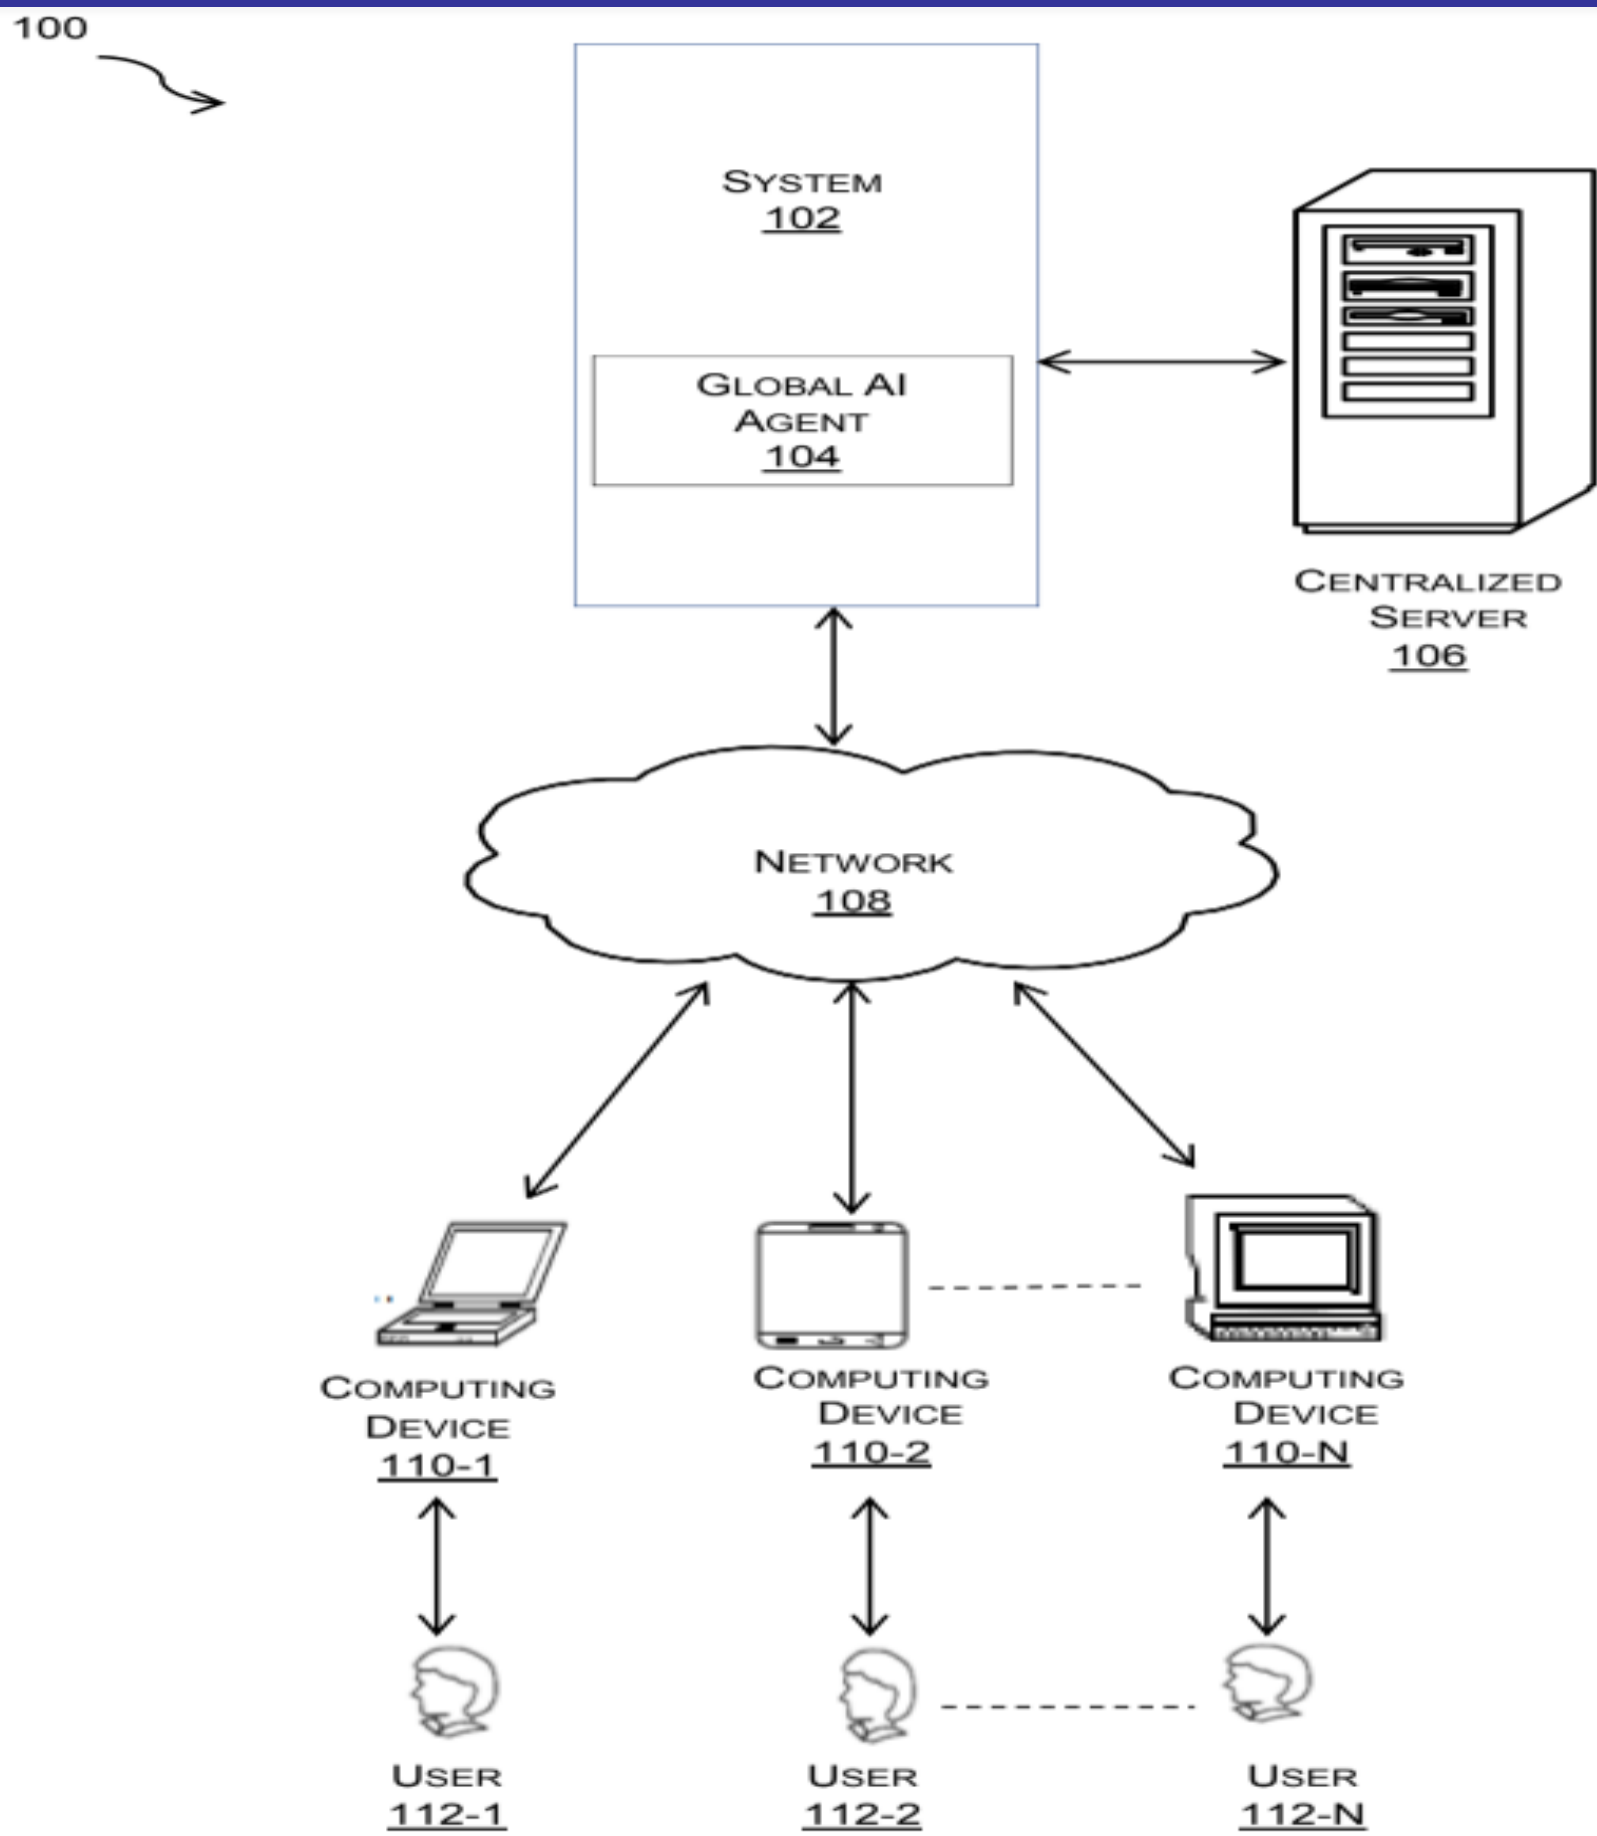 100
SYSTEM
102
GLOBAL AI
AGENT
104
CENTRALIZED
SERVER
106
NETWORK
108
COMPUTING
DEVICE
110-1
COMPUTING
DEVICE
110-2
COMPUTING
DEVICE
110-N
USER
112-1
USER
112-2
USER
112-N